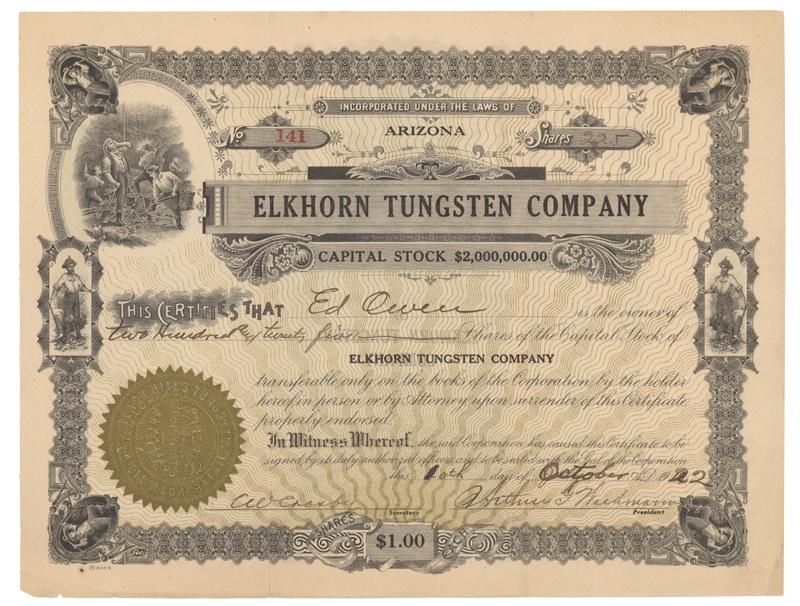 INCORPORATED UNDER THE LAWS OF
ARIZONA
No. 141
Shares 225
ELKHORN TUNGSTEN COMPANY
CAPITAL STOCK $2,000,000.00
THIS CERTIFIES THAT Ed Owen is the owner of
two Hundred & twenty five Shares of the Capital Stock of
ELKHORN TUNGSTEN COMPANY
transferable only on the books of the Corporation by the holder
hereof in person or by Attorney upon surrender of this Certificate
properly endorsed.
In Witness Whereof, the said Corporation has caused this Certificate to be
signed by its duly authorized officers and to be sealed with the Seal of the Corporation
this 10th day of October A.D. 1922
Secretary
President
SHARES
$1.00